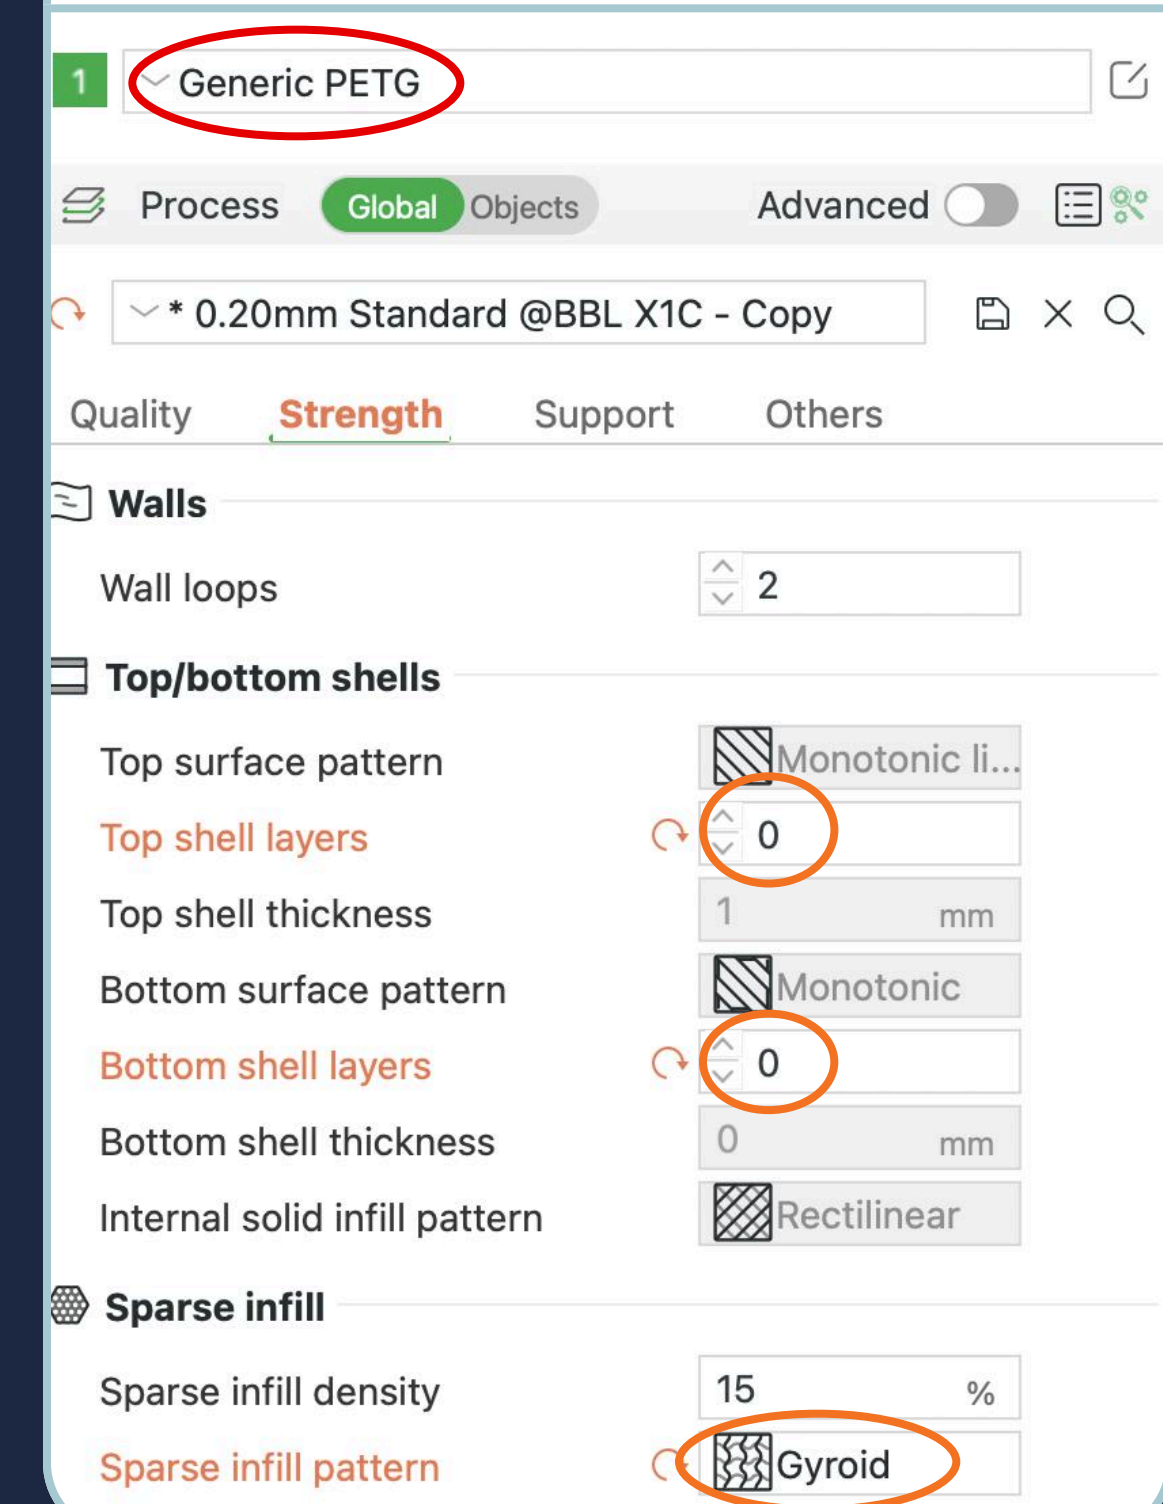 1 Generic PETG
Process Global Objects Advanced
* 0.20mm Standard @BBL X1C - Copy
Quality Strength Support Others
Walls
Wall loops 2
Top/bottom shells
Top surface pattern Monotonic li...
Top shell layers 0
Top shell thickness 1 mm
Bottom surface pattern Monotonic
Bottom shell layers 0
Bottom shell thickness 0 mm
Internal solid infill pattern Rectilinear
Sparse infill
Sparse infill density 15 %
Sparse infill pattern Gyroid